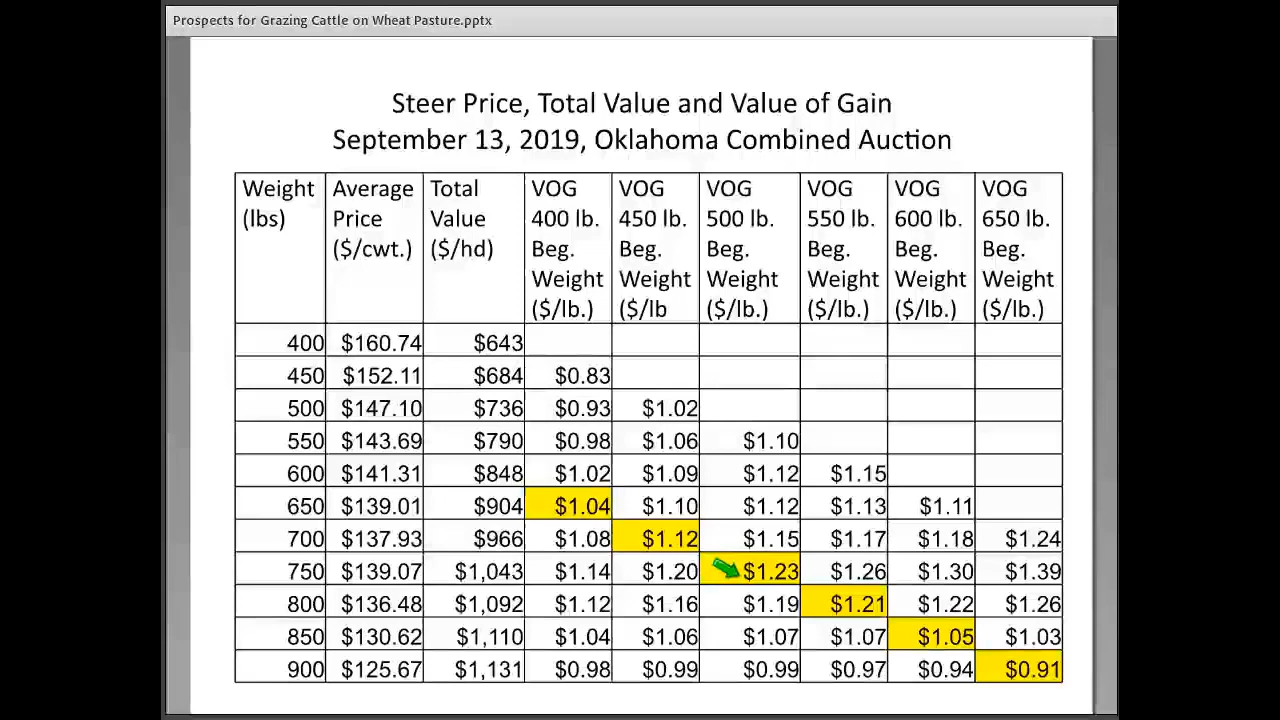 Prospects for Grazing Cattle on Wheat Pasture.pptx
Steer Price, Total Value and Value of Gain
September 13, 2019, Oklahoma Combined Auction
Weight Average Total VOG VOG VOG VOG VOG VOG
(lbs) Price Value 400 lb. 450 lb. 500 lb. 550 lb. 600 lb. 650 lb.
($/cwt.) ($/hd) Beg. Beg. Beg. Beg. Beg. Beg.
Weight Weight Weight Weight Weight Weight
($/lb.) ($/lb ($/lb.) ($/lb.) ($/lb.) ($/lb.)
400 $160.74 $643
450 $152.11 $684 $0.83
500 $147.10 $736 $0.93 $1.02
550 $143.69 $790 $0.98 $1.06 $1.10
600 $141.31 $848 $1.02 $1.09 $1.12 $1.15
650 $139.01 $904 $1.04 $1.10 $1.12 $1.13 $1.11
700 $137.93 $966 $1.08 $1.12 $1.15 $1.17 $1.18 $1.24
750 $139.07 $1,043 $1.14 $1.20 $1.23 $1.26 $1.30 $1.39
800 $136.48 $1,092 $1.12 $1.16 $1.19 $1.21 $1.22 $1.26
850 $130.62 $1,110 $1.04 $1.06 $1.07 $1.07 $1.05 $1.03
900 $125.67 $1,131 $0.98 $0.99 $0.99 $0.97 $0.94 $0.91